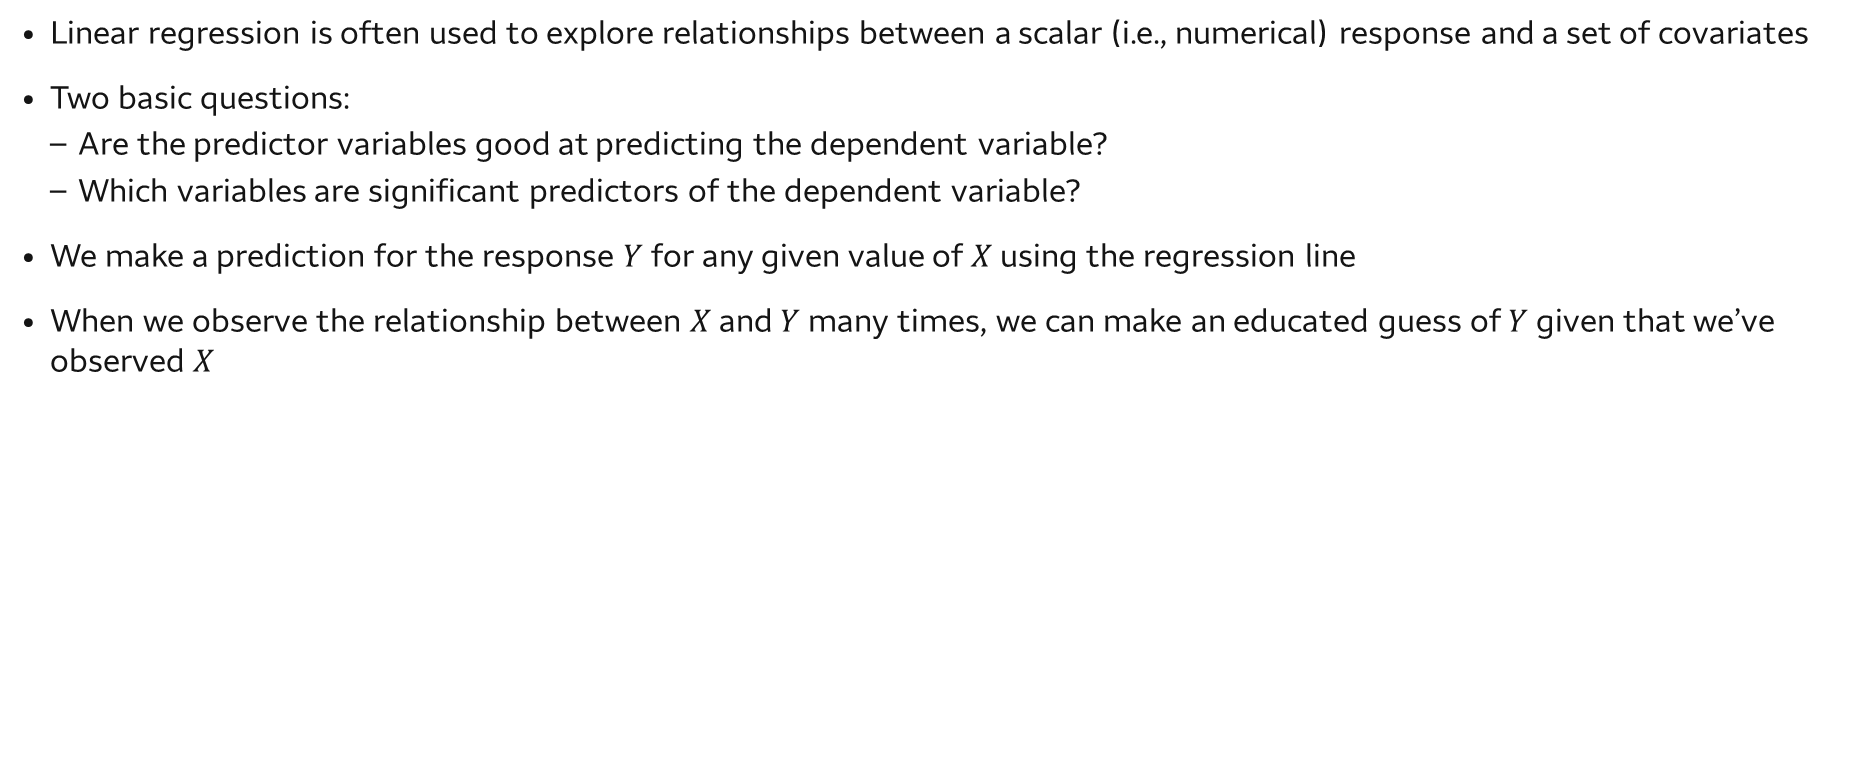 • Linear regression is often used to explore relationships between a scalar (i.e., numerical) response and a set of covariates
• Two basic questions:
– Are the predictor variables good at predicting the dependent variable?
– Which variables are significant predictors of the dependent variable?
• We make a prediction for the response Y for any given value of X using the regression line
• When we observe the relationship between X and Y many times, we can make an educated guess of Y given that we’ve
observed X